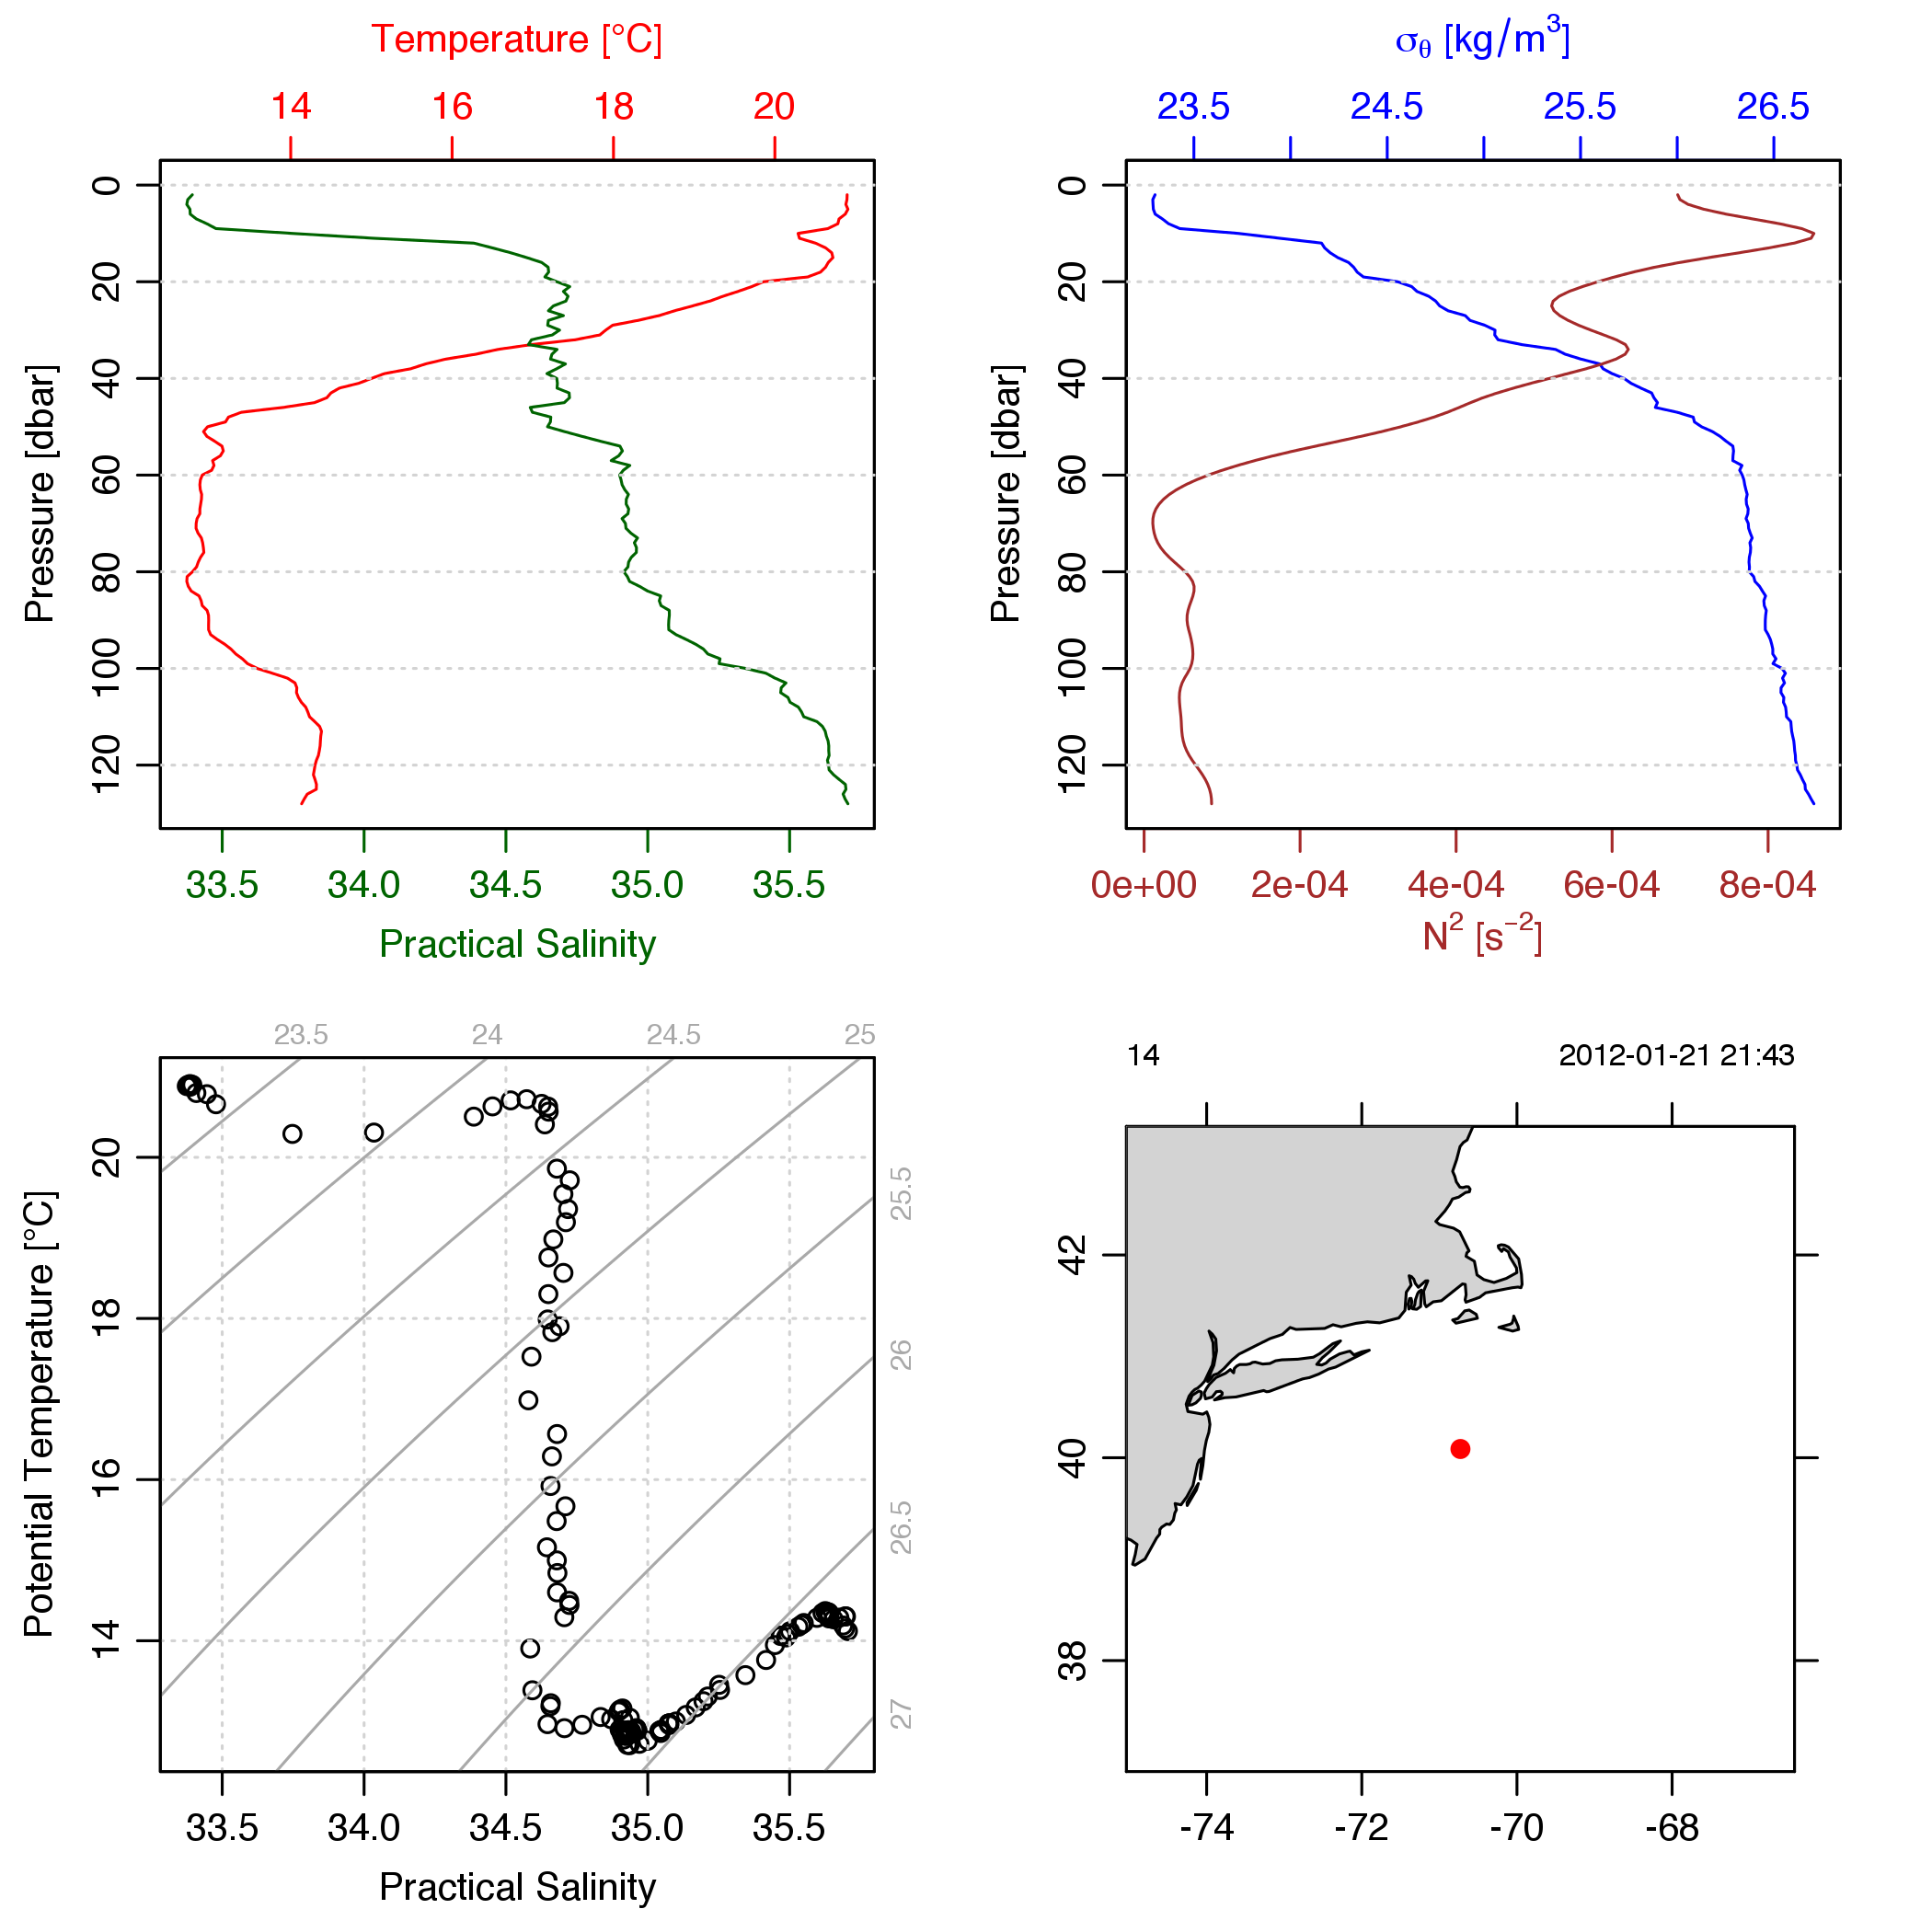 Temperature [°C]
14 16 18 20
0
20
40
60
80
100
120
Pressure [dbar]
33.5 34.0 34.5 35.0 35.5
Practical Salinity
σθ [kg/m³]
23.5 24.5 25.5 26.5
0
20
40
60
80
100
120
Pressure [dbar]
0e+00 2e-04 4e-04 6e-04 8e-04
N² [s⁻²]
23.5 24 24.5 25
25.5
26
26.5
27
20
18
16
14
Potential Temperature [°C]
33.5 34.0 34.5 35.0 35.5
Practical Salinity
14 2012-01-21 21:43
42
40
38
-74 -72 -70 -68